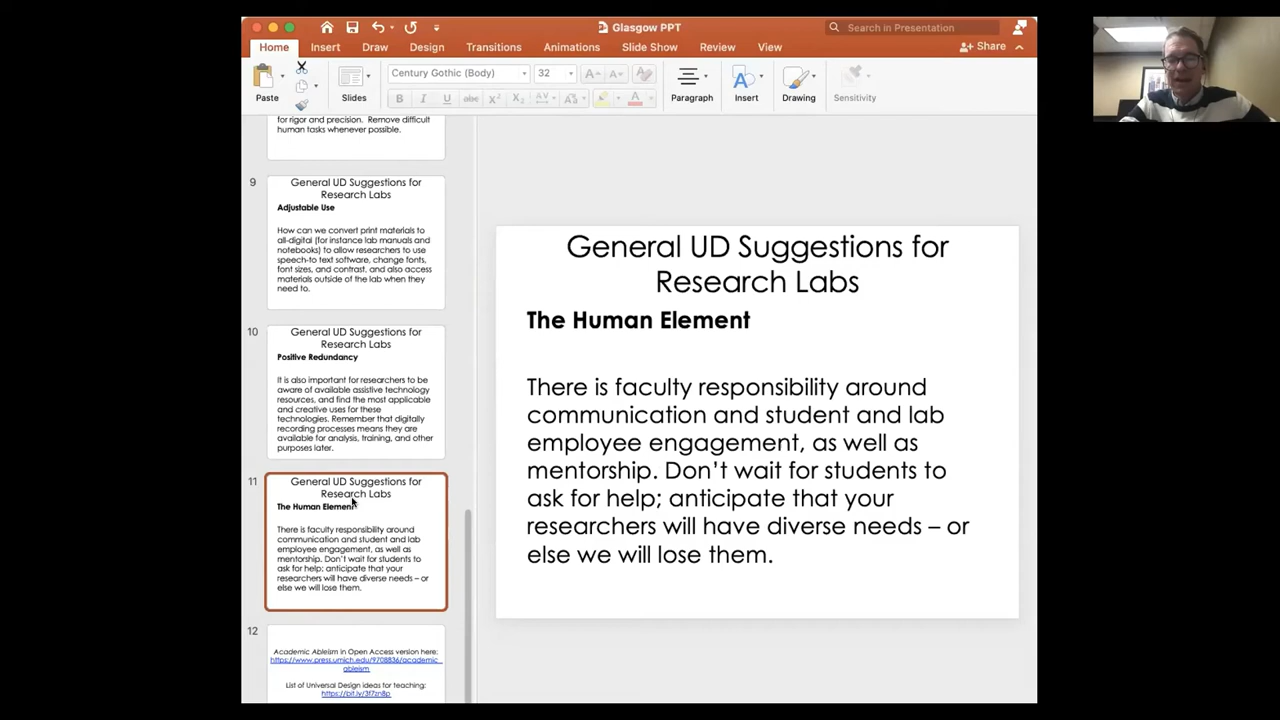 Glasgow PPT
Search in Presentation
Home Insert Draw Design Transitions Animations Slide Show Review View Share
Century Gothic (Body) 32
Paste Slides Paragraph Insert Drawing Sensitivity
for rigor and precision. Remove difficult
human tasks whenever possible.
9
General UD Suggestions for
Research Labs
Adjustable Use
How can we convert print materials to
all-digital (for instance lab manuals and
notebooks) to allow researchers to use
speech-to text software, change fonts,
font sizes, and contrast, and also access
materials outside of the lab when they
need to.
10
General UD Suggestions for
Research Labs
Positive Redundancy
It is also important for researchers to be
aware of available assistive technology
resources, and find the most applicable
and creative uses for these
technologies. Remember that digitally
recording processes means they are
available for analysis, training, and other
purposes later.
11
General UD Suggestions for
Research Labs
The Human Element
There is faculty responsibility around
communication and student and lab
employee engagement, as well as
mentorship. Don't wait for students to
ask for help; anticipate that your
researchers will have diverse needs – or
else we will lose them.
12
Academic Ableism in Open Access version here:
https://www.press.umich.edu/9708836/academic_
ableism
List of Universal Design ideas for teaching:
https://bit.ly/3f7zn8p
General UD Suggestions for
Research Labs
The Human Element
There is faculty responsibility around
communication and student and lab
employee engagement, as well as
mentorship. Don't wait for students to
ask for help; anticipate that your
researchers will have diverse needs – or
else we will lose them.